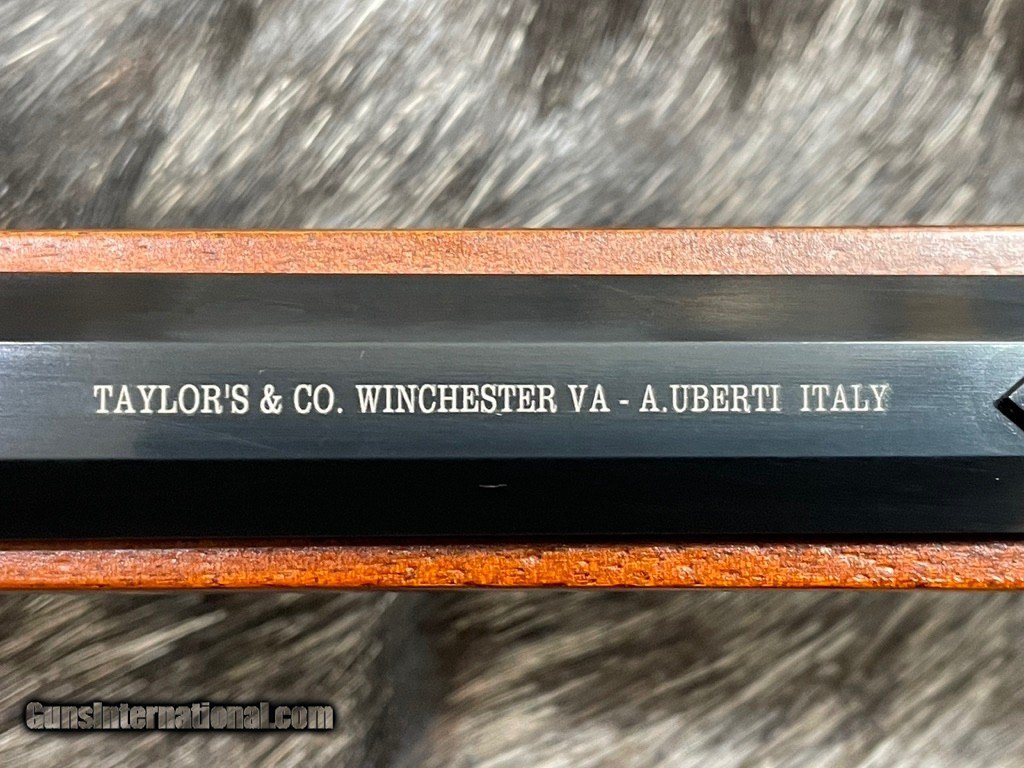 TAYLOR'S & CO. WINCHESTER VA - A.UBERTI ITALY
GunsInternational.com